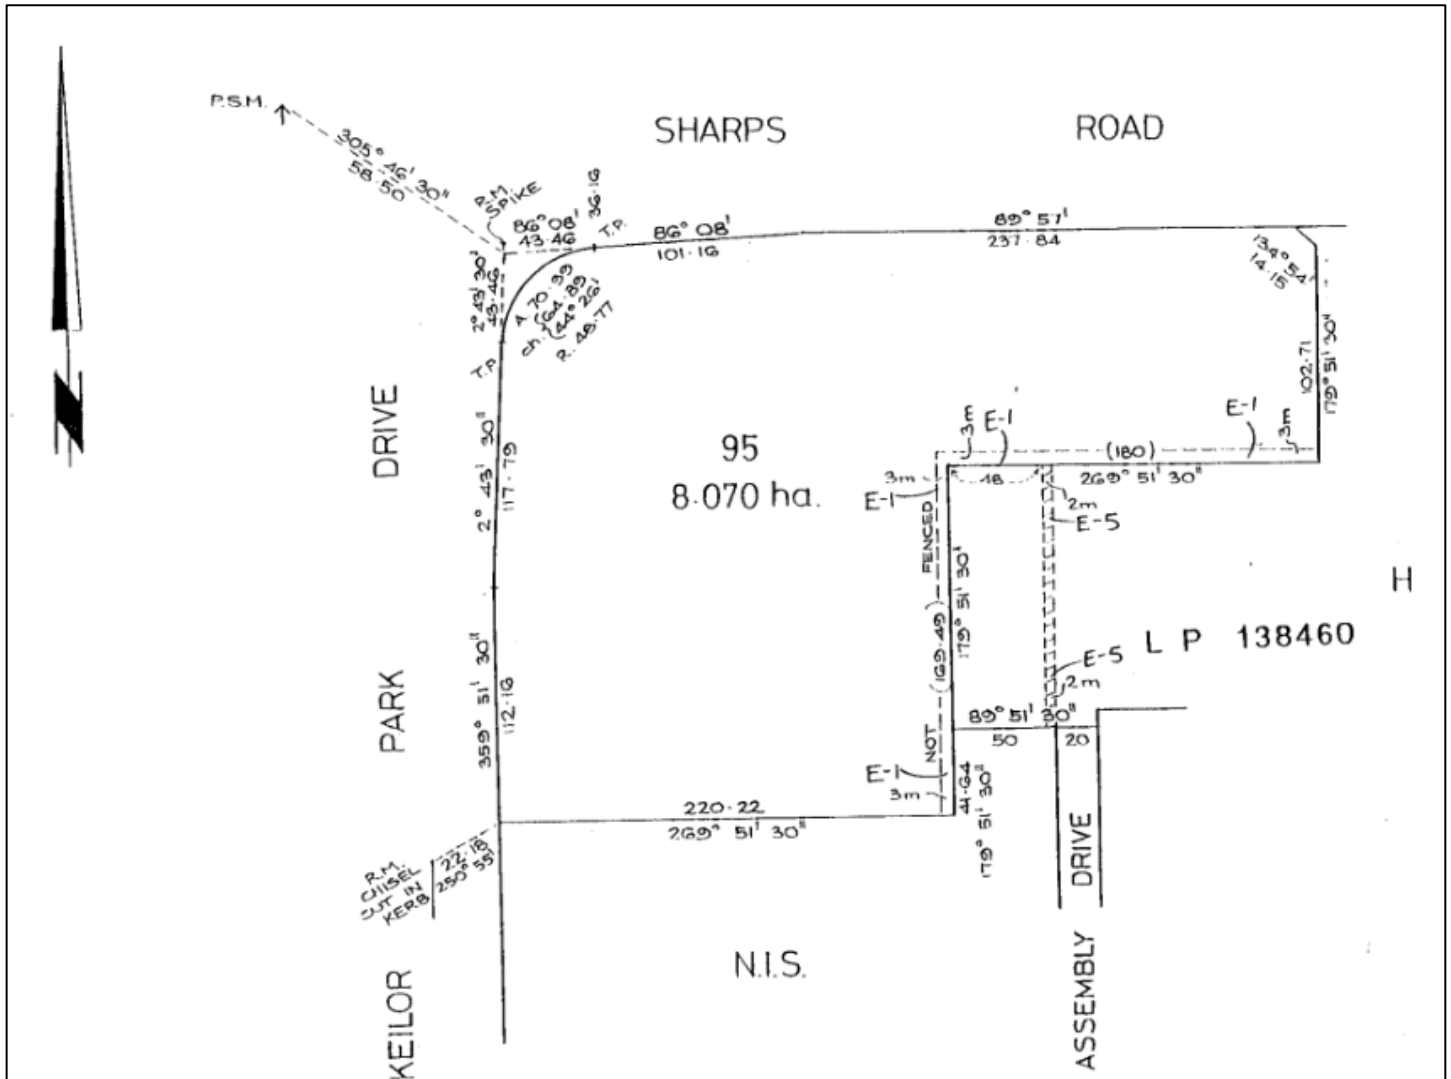 P.S.M.
305° 46' 30"
58·50
SHARPS ROAD
R.M.
SPIKE
36·16
T.P.
86° 08'
43·46
86° 08'
101·16
89° 57'
237·84
134° 54'
14·15
2° 43' 30"
43·46
A 70·99
ch. {64·89
{44° 26'
R. 48·77
T.P.
102·71
179° 51' 30"
DRIVE
2° 43' 30"
117·79
95
8·070 ha.
3m
E-1
(180)
E-1
3m
3m
E-1
48
269° 51' 30"
2m
E-5
NOT FENCED
(169·49)
179° 51' 30"
H
L P 138460
E-5
2m
PARK
359° 51' 30"
112·16
89° 51' 30"
50
20
E-1
3m
41·64
179° 51' 30"
220·22
269° 51' 30"
R.M.
CHISEL
CUT IN
KERB
22·18
250° 55'
DRIVE
N.I.S.
KEILOR
ASSEMBLY